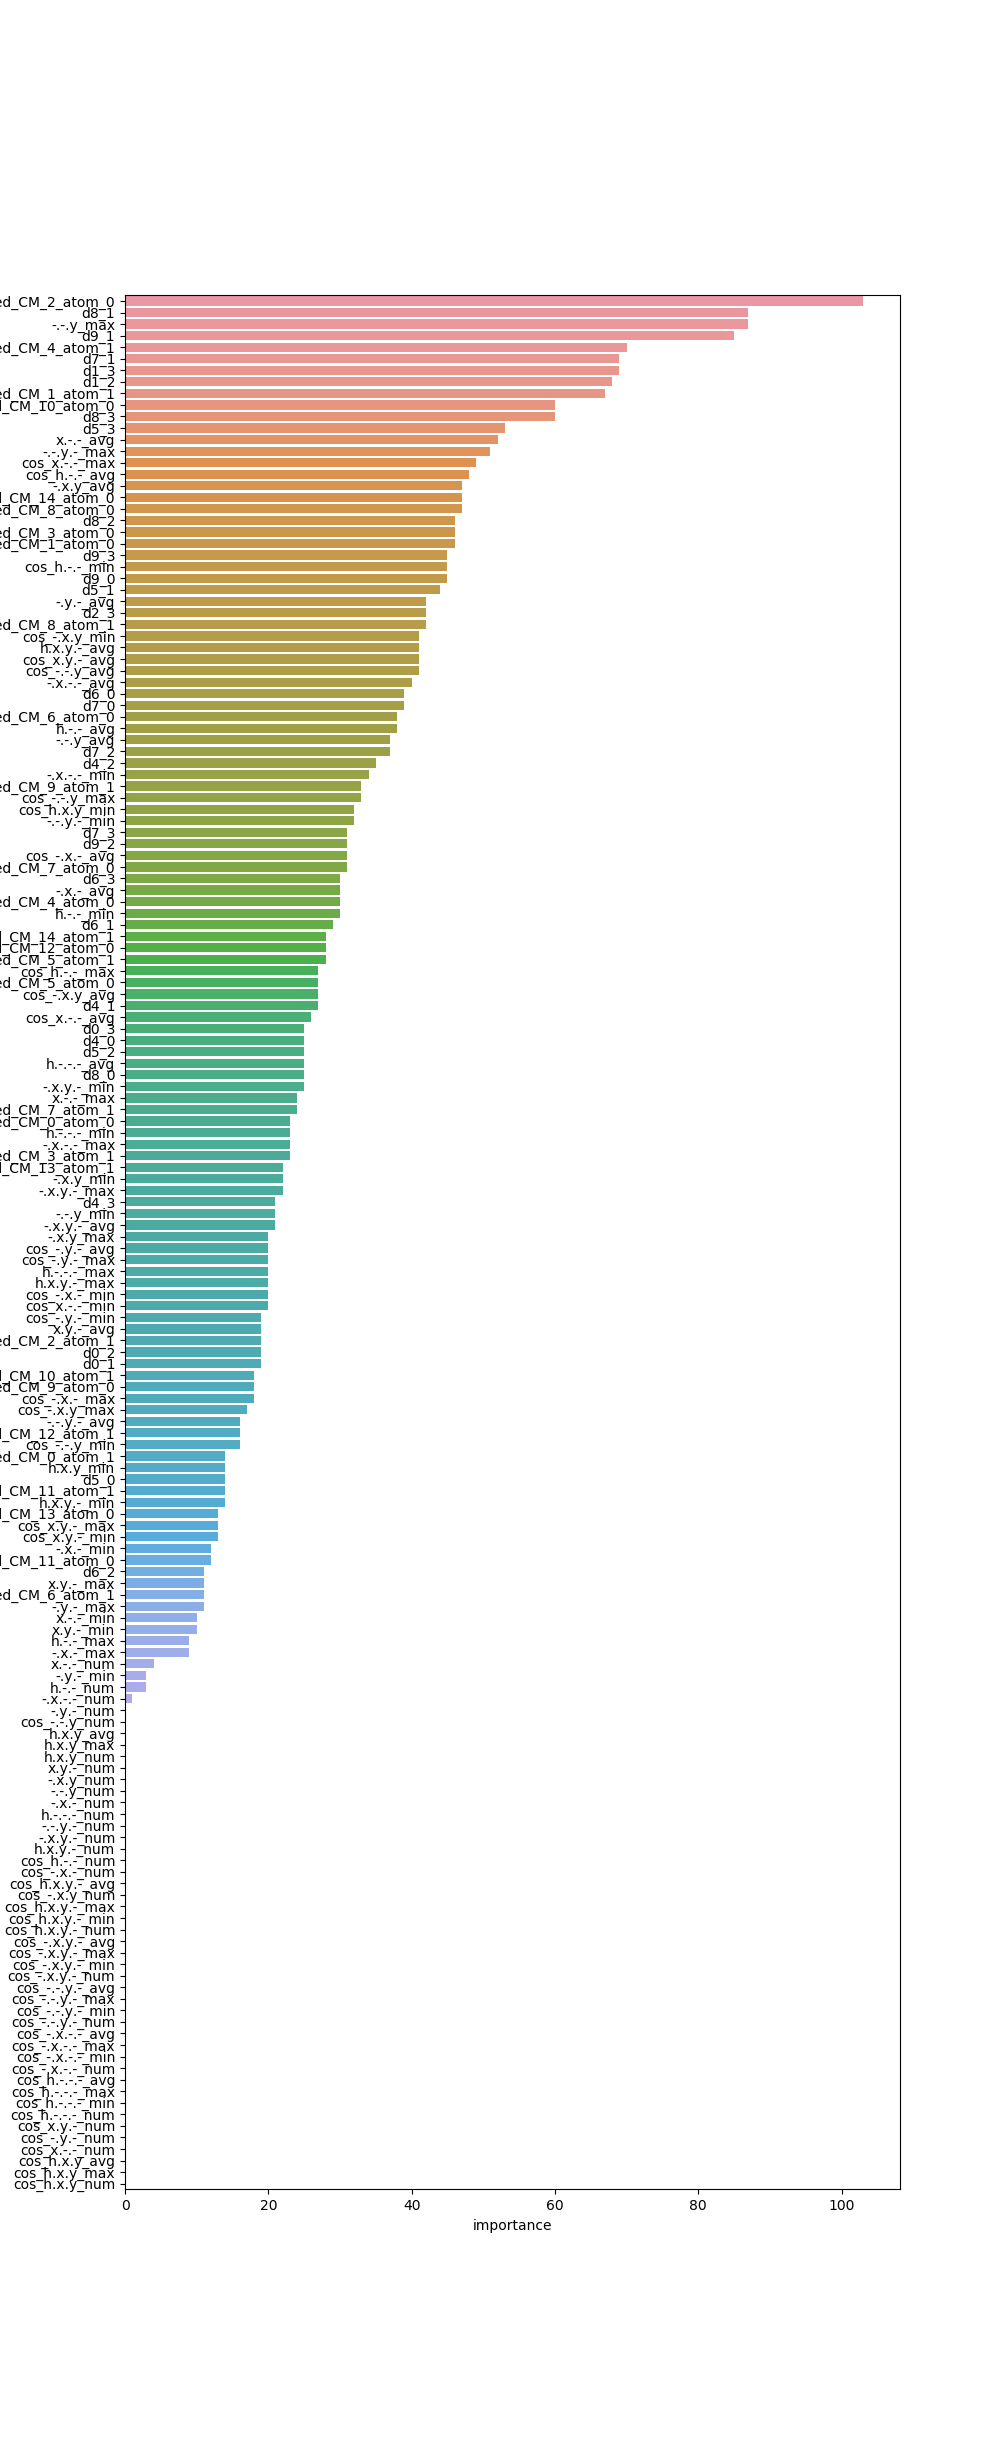 ed_CM_2_atom_0
d8_1
-.-.y_max
d9_1
ed_CM_4_atom_1
d7_1
d1_3
d1_2
ed_CM_1_atom_1
d_CM_10_atom_0
d8_3
d5_3
x.-.-_avg
-.-.y.-_max
cos_x.-.-_max
cos_h.-.-_avg
-.x.y_avg
d_CM_14_atom_0
ed_CM_8_atom_0
d8_2
ed_CM_3_atom_0
ed_CM_1_atom_0
d9_3
cos_h.-.-_min
d9_0
d5_1
-.y.-_avg
d2_3
ed_CM_8_atom_1
cos_-.x.y_min
h.x.y.-_avg
cos_x.y.-_avg
cos_-.-.y_avg
-.x.-.-_avg
d6_0
d7_0
ed_CM_6_atom_0
h.-.-_avg
-.-.y_avg
d7_2
d4_2
-.x.-.-_min
ed_CM_9_atom_1
cos_-.-.y_max
cos_h.x.y_min
-.-.y.-_min
d7_3
d9_2
cos_-.x.-_avg
ed_CM_7_atom_0
d6_3
-.x.-_avg
ed_CM_4_atom_0
h.-.-_min
d6_1
d_CM_14_atom_1
d_CM_12_atom_0
ed_CM_5_atom_1
cos_h.-.-_max
ed_CM_5_atom_0
cos_-.x.y_avg
d4_1
cos_x.-.-_avg
d0_3
d4_0
d5_2
h.-.-.-_avg
d8_0
-.x.y.-_min
x.-.-_max
ed_CM_7_atom_1
ed_CM_0_atom_0
h.-.-.-_min
-.x.-.-_max
ed_CM_3_atom_1
d_CM_13_atom_1
-.x.y_min
-.x.y.-_max
d4_3
-.-.y_min
-.x.y.-_avg
-.x.y_max
cos_-.y.-_avg
cos_-.y.-_max
h.-.-.-_max
h.x.y.-_max
cos_-.x.-_min
cos_x.-.-_min
cos_-.y.-_min
x.y.-_avg
ed_CM_2_atom_1
d0_2
d0_1
d_CM_10_atom_1
ed_CM_9_atom_0
cos_-.x.-_max
cos_-.x.y_max
-.-.y.-_avg
d_CM_12_atom_1
cos_-.-.y_min
ed_CM_0_atom_1
h.x.y_min
d5_0
d_CM_11_atom_1
h.x.y.-_min
d_CM_13_atom_0
cos_x.y.-_max
cos_x.y.-_min
-.x.-_min
d_CM_11_atom_0
d6_2
x.y.-_max
ed_CM_6_atom_1
-.y.-_max
x.-.-_min
x.y.-_min
h.-.-_max
-.x.-_max
x.-.-_num
-.y.-_min
h.-.-_num
-.x.-.-_num
-.y.-_num
cos_-.-.y_num
h.x.y_avg
h.x.y_max
h.x.y_num
x.y.-_num
-.x.y_num
-.-.y_num
-.x.-_num
h.-.-.-_num
-.-.y.-_num
-.x.y.-_num
h.x.y.-_num
cos_h.-.-_num
cos_-.x.-_num
cos_h.x.y.-_avg
cos_-.x.y_num
cos_h.x.y.-_max
cos_h.x.y.-_min
cos_h.x.y.-_num
cos_-.x.y.-_avg
cos_-.x.y.-_max
cos_-.x.y.-_min
cos_-.x.y.-_num
cos_-.-.y.-_avg
cos_-.-.y.-_max
cos_-.-.y.-_min
cos_-.-.y.-_num
cos_-.x.-.-_avg
cos_-.x.-.-_max
cos_-.x.-.-_min
cos_-.x.-.-_num
cos_h.-.-.-_avg
cos_h.-.-.-_max
cos_h.-.-.-_min
cos_h.-.-.-_num
cos_x.y.-_num
cos_-.y.-_num
cos_x.-.-_num
cos_h.x.y_avg
cos_h.x.y_max
cos_h.x.y_num
0 20 40 60 80 100
importance